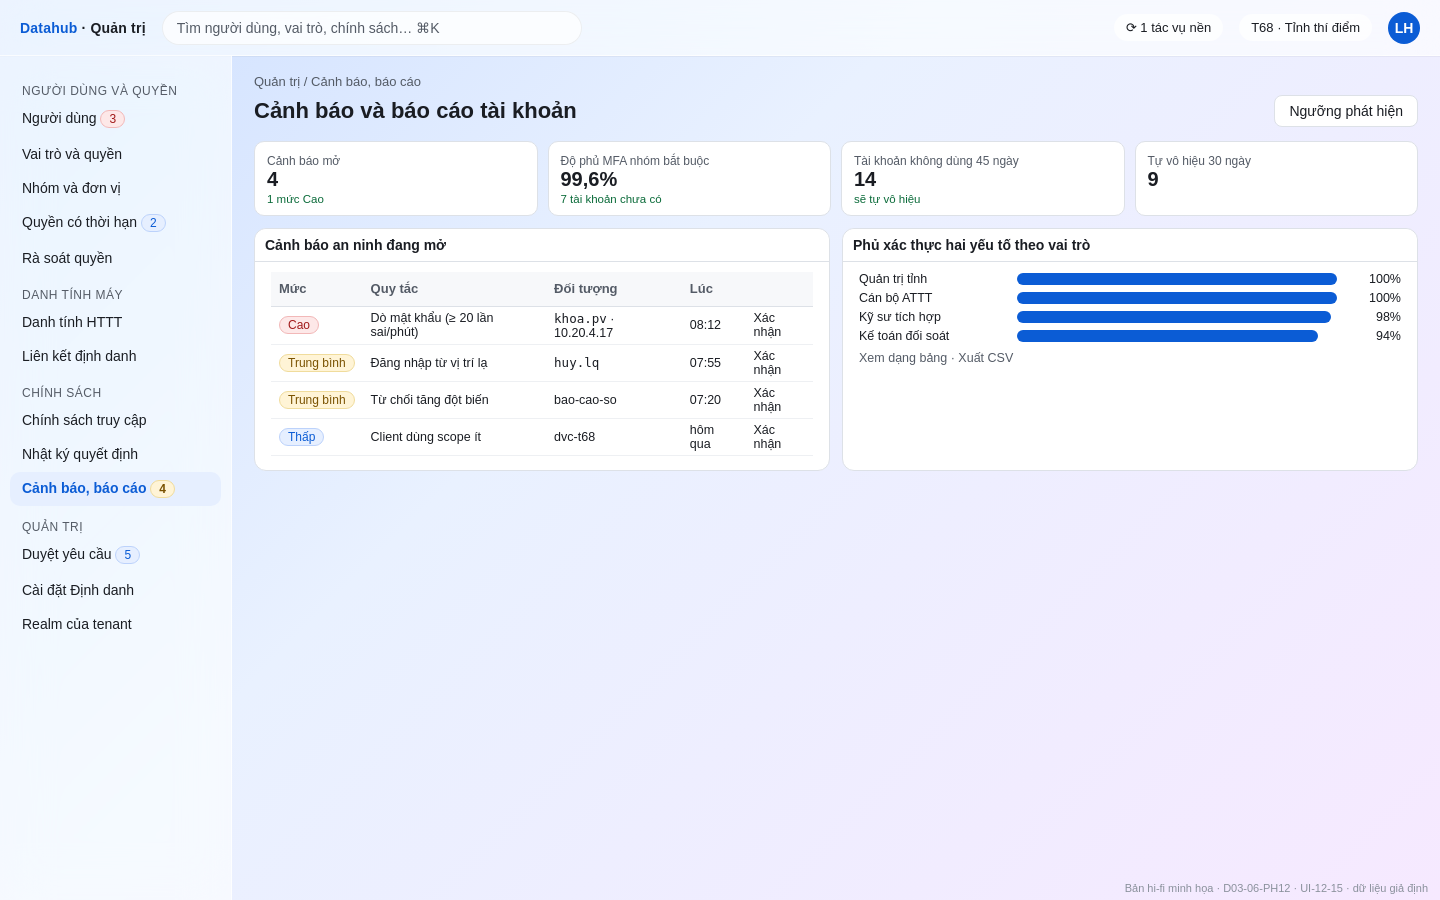 Datahub · Quản trị
Tìm người dùng, vai trò, chính sách… ⌘K
⟳ 1 tác vụ nền
T68 · Tỉnh thí điểm
LH
NGƯỜI DÙNG VÀ QUYỀN
Người dùng 3
Vai trò và quyền
Nhóm và đơn vị
Quyền có thời hạn 2
Rà soát quyền
DANH TÍNH MÁY
Danh tính HTTT
Liên kết định danh
CHÍNH SÁCH
Chính sách truy cập
Nhật ký quyết định
Cảnh báo, báo cáo 4
QUẢN TRỊ
Duyệt yêu cầu 5
Cài đặt Định danh
Realm của tenant
Quản trị / Cảnh báo, báo cáo
Cảnh báo và báo cáo tài khoản
Ngưỡng phát hiện
Cảnh báo mở
4
1 mức Cao
Độ phủ MFA nhóm bắt buộc
99,6%
7 tài khoản chưa có
Tài khoản không dùng 45 ngày
14
sẽ tự vô hiệu
Tự vô hiệu 30 ngày
9
Cảnh báo an ninh đang mở
Mức Quy tắc Đối tượng Lúc
Cao Dò mật khẩu (≥ 20 lần sai/phút) khoa.pv · 10.20.4.17 08:12 Xác nhận
Trung bình Đăng nhập từ vị trí lạ huy.lq 07:55 Xác nhận
Trung bình Từ chối tăng đột biến bao-cao-so 07:20 Xác nhận
Thấp Client dùng scope ít dvc-t68 hôm qua Xác nhận
Phủ xác thực hai yếu tố theo vai trò
Quản trị tỉnh 100%
Cán bộ ATTT 100%
Kỹ sư tích hợp 98%
Kế toán đối soát 94%
Xem dạng bảng · Xuất CSV
Bản hi-fi minh họa · D03-06-PH12 · UI-12-15 · dữ liệu giả định